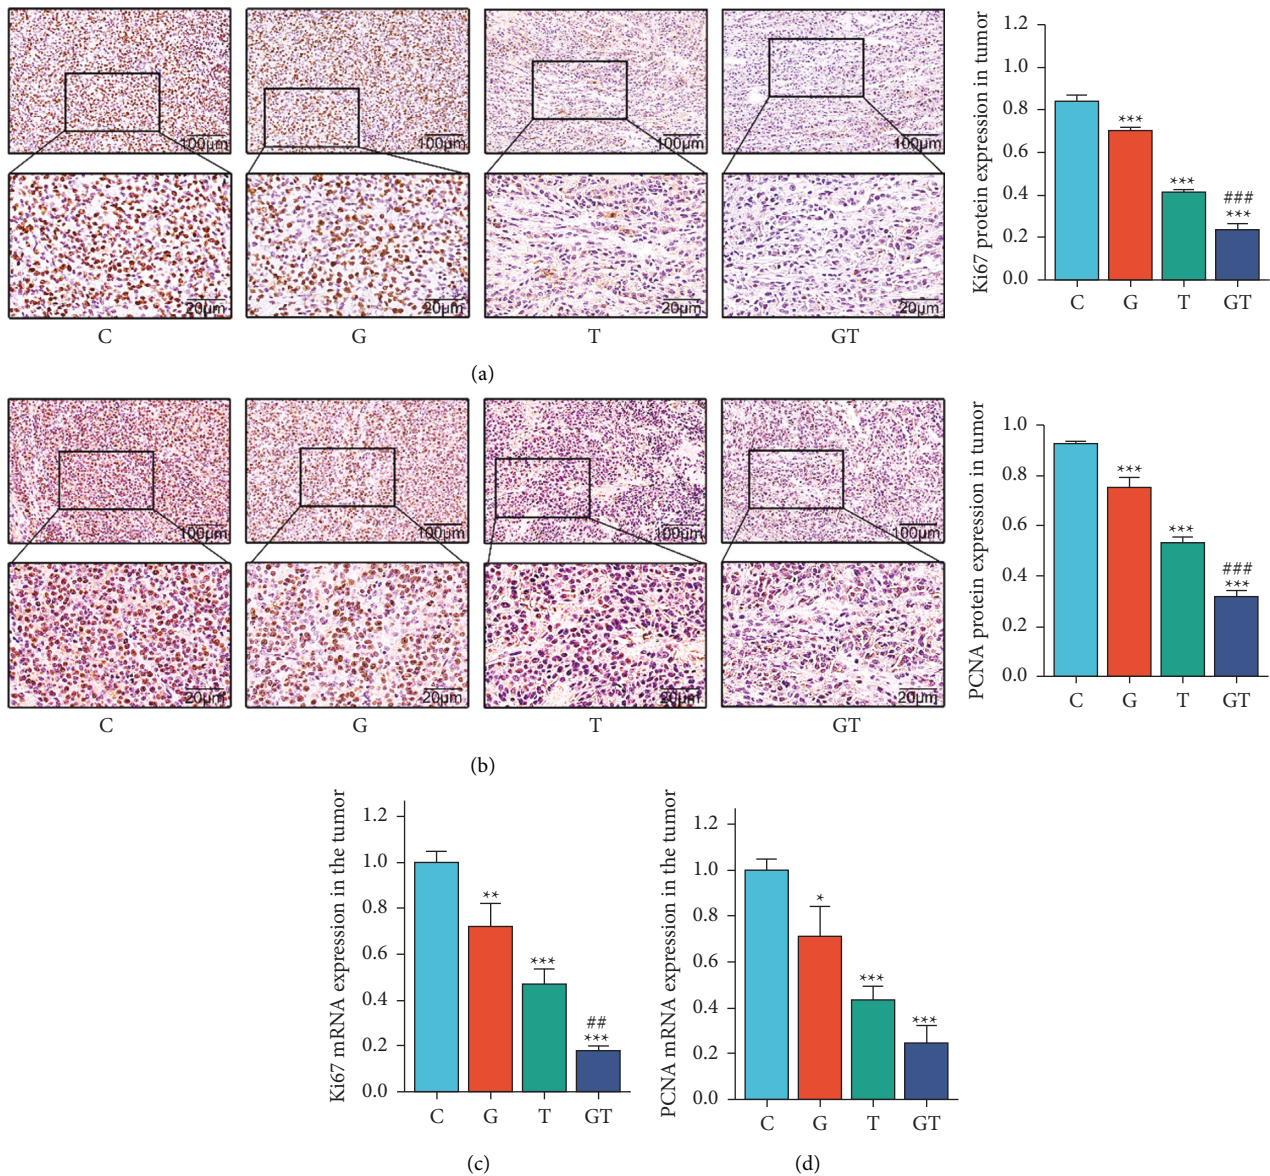 100μm
100μm
100μm
100μm
20μm
20μm
20μm
20μm
C
G
T
GT
Ki67 protein expression in tumor
1.2
1.0
0.8
0.6
0.4
0.2
0.0
***
***
###
***
C
G
T
GT
(a)
100μm
100μm
100μm
100μm
20μm
20μm
20μm
20μm
C
G
T
GT
PCNA protein expression in tumor
1.0
0.8
0.6
0.4
0.2
0.0
***
***
###
***
C
G
T
GT
(b)
Ki67 mRNA expression in the tumor
1.2
1.0
0.8
0.6
0.4
0.2
0.0
**
***
##
***
C
G
T
GT
(c)
PCNA mRNA expression in the tumor
1.2
1.0
0.8
0.6
0.4
0.2
0.0
*
***
***
C
G
T
GT
(d)